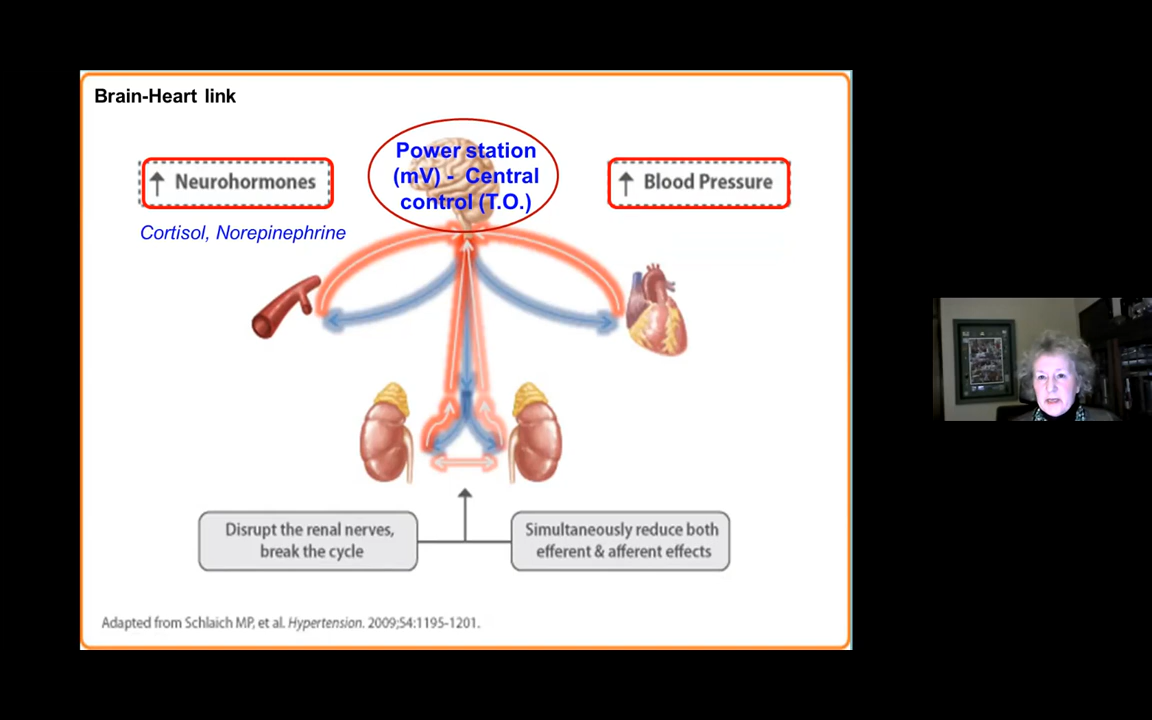 Brain-Heart link
Power station
(mV) - Central
control (T.O.)
↑ Neurohormones
↑ Blood Pressure
Cortisol, Norepinephrine
Disrupt the renal nerves,
break the cycle
Simultaneously reduce both
efferent & afferent effects
Adapted from Schlaich MP, et al. Hypertension. 2009;54:1195-1201.